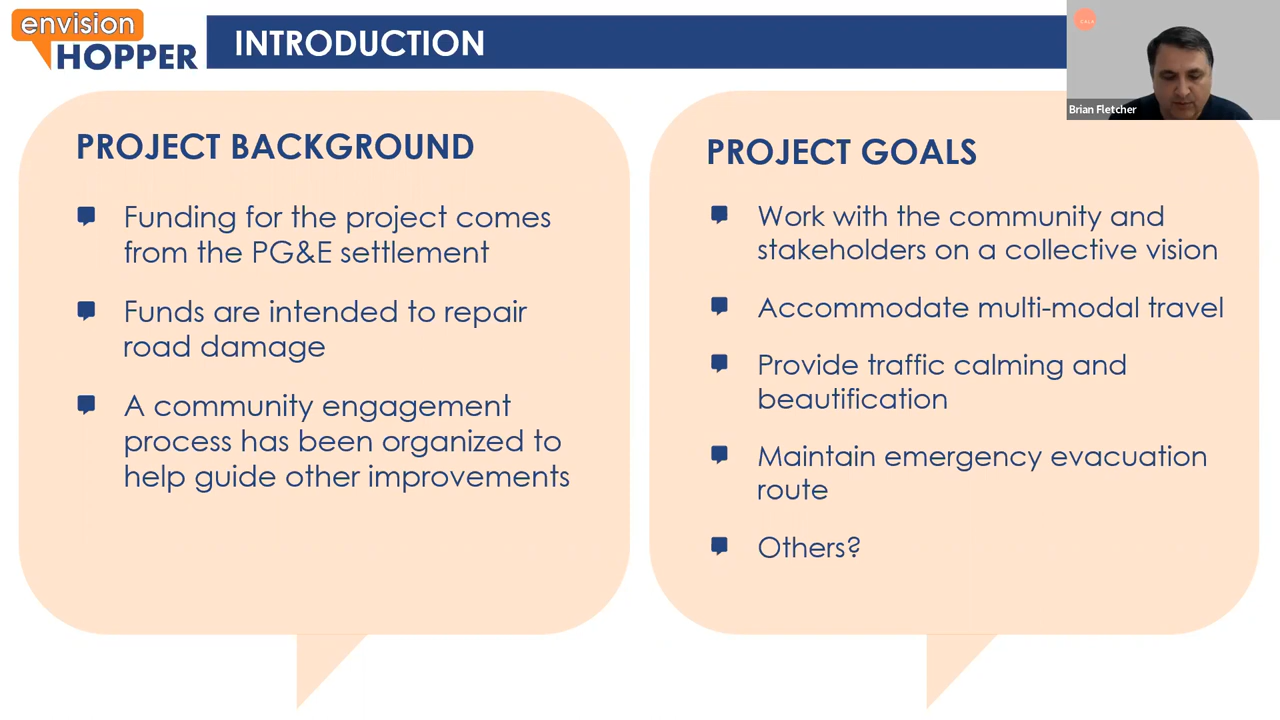 envision
HOPPER
INTRODUCTION
CALA
Brian Fletcher
PROJECT BACKGROUND
Funding for the project comes
from the PG&E settlement
Funds are intended to repair
road damage
A community engagement
process has been organized to
help guide other improvements
PROJECT GOALS
Work with the community and
stakeholders on a collective vision
Accommodate multi-modal travel
Provide traffic calming and
beautification
Maintain emergency evacuation
route
Others?